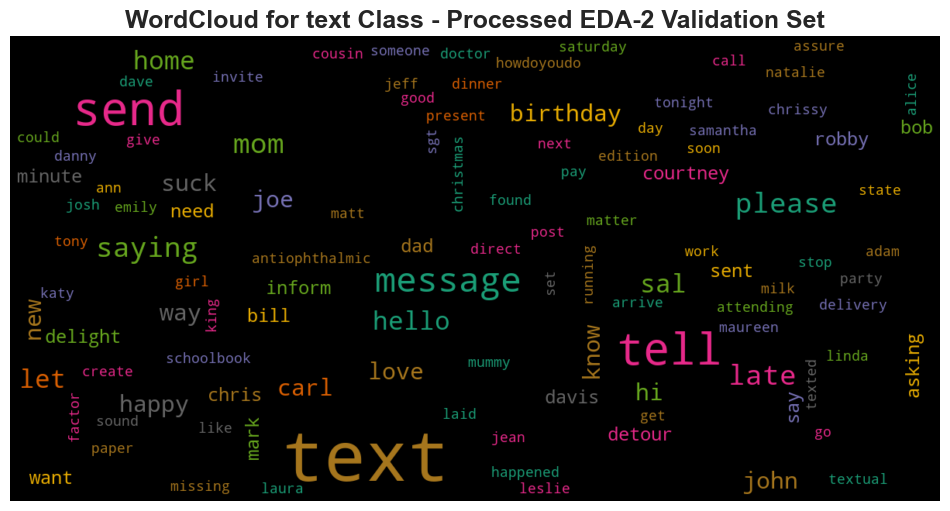 WordCloud for text Class - Processed EDA-2 Validation Set
home
cousin
someone
doctor
saturday
assure
howdoyoudo
call
natalie
dave
invite
jeff
dinner
alice
send
good
present
birthday
tonight
chrissy
could
give
mom
sgt
day
samantha
robby
bob
danny
christmas
next
edition
soon
minute
ann
suck
pay
courtney
state
josh
emily
need
joe
matt
found
matter
please
tony
saying
antiophthalmic
dad
direct
post
work
stop
adam
girl
inform
message
set
running
sal
sent
milk
party
katy
new
king
arrive
attending
delivery
delight
way
bill
hello
know
tell
maureen
asking
schoolbook
mummy
linda
let
create
carl
love
late
texted
happy
chris
davis
hi
say
factor
sound
like
mark
laid
get
paper
text
jean
detour
go
want
missing
laura
happened
leslie
john
textual